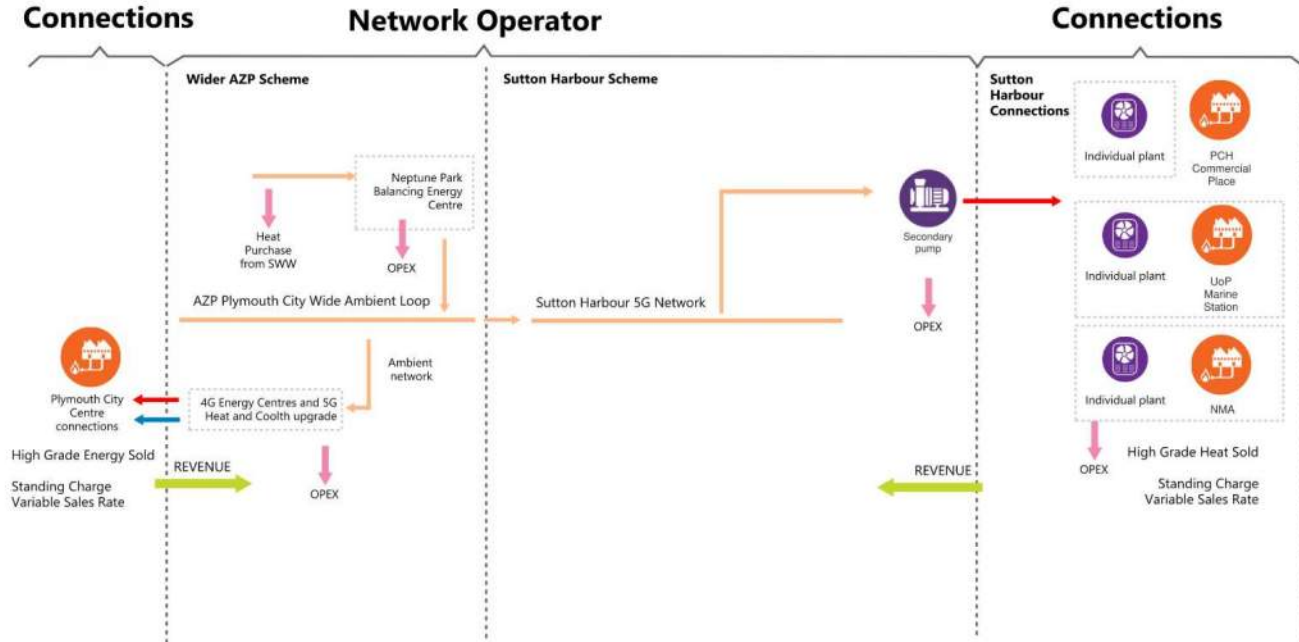 Connections
Network Operator
Connections
Wider AZP Scheme
Sutton Harbour Scheme
Sutton
Harbour
Connections
Neptune Park
Balancing Energy
Centre
Heat
Purchase
from SWW
OPEX
AZP Plymouth City Wide Ambient Loop
Ambient
network
4G Energy Centres and 5G
Heat and Coolth upgrade
OPEX
Plymouth City
Centre
connections
High Grade Energy Sold
Standing Charge
Variable Sales Rate
REVENUE
Sutton Harbour 5G Network
Secondary
pump
OPEX
REVENUE
Individual plant
PCH
Commercial
Place
Individual plant
UoP
Marine
Station
Individual plant
NMA
OPEX
High Grade Heat Sold
Standing Charge
Variable Sales Rate